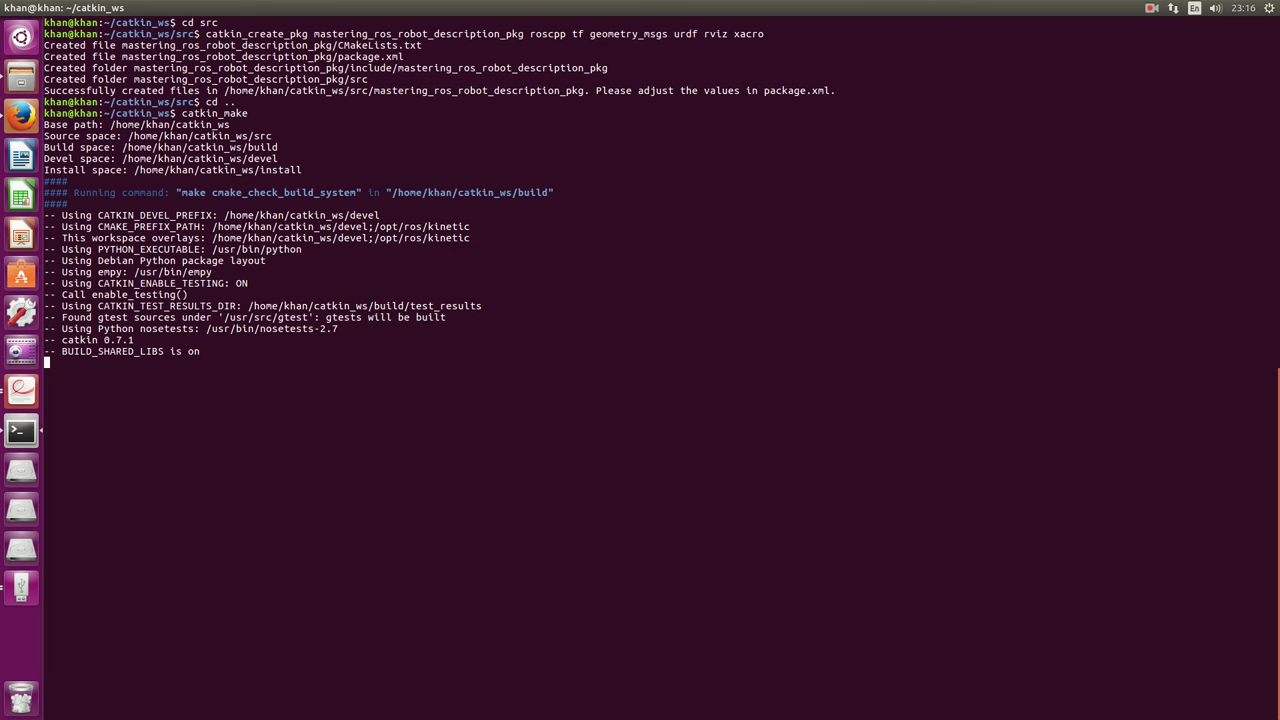 khan@khan: ~/catkin_ws
En
23:16
khan@khan:~/catkin_ws$ cd src
khan@khan:~/catkin_ws/src$ catkin_create_pkg mastering_ros_robot_description_pkg roscpp tf geometry_msgs urdf rviz xacro
Created file mastering_ros_robot_description_pkg/CMakeLists.txt
Created file mastering_ros_robot_description_pkg/package.xml
Created folder mastering_ros_robot_description_pkg/include/mastering_ros_robot_description_pkg
Created folder mastering_ros_robot_description_pkg/src
Successfully created files in /home/khan/catkin_ws/src/mastering_ros_robot_description_pkg. Please adjust the values in package.xml.
khan@khan:~/catkin_ws/src$ cd ..
khan@khan:~/catkin_ws$ catkin_make
Base path: /home/khan/catkin_ws
Source space: /home/khan/catkin_ws/src
Build space: /home/khan/catkin_ws/build
Devel space: /home/khan/catkin_ws/devel
Install space: /home/khan/catkin_ws/install
####
#### Running command: "make cmake_check_build_system" in "/home/khan/catkin_ws/build"
####
-- Using CATKIN_DEVEL_PREFIX: /home/khan/catkin_ws/devel
-- Using CMAKE_PREFIX_PATH: /home/khan/catkin_ws/devel;/opt/ros/kinetic
-- This workspace overlays: /home/khan/catkin_ws/devel;/opt/ros/kinetic
-- Using PYTHON_EXECUTABLE: /usr/bin/python
-- Using Debian Python package layout
-- Using empy: /usr/bin/empy
-- Using CATKIN_ENABLE_TESTING: ON
-- Call enable_testing()
-- Using CATKIN_TEST_RESULTS_DIR: /home/khan/catkin_ws/build/test_results
-- Found gtest sources under '/usr/src/gtest': gtests will be built
-- Using Python nosetests: /usr/bin/nosetests-2.7
-- catkin 0.7.1
-- BUILD_SHARED_LIBS is on